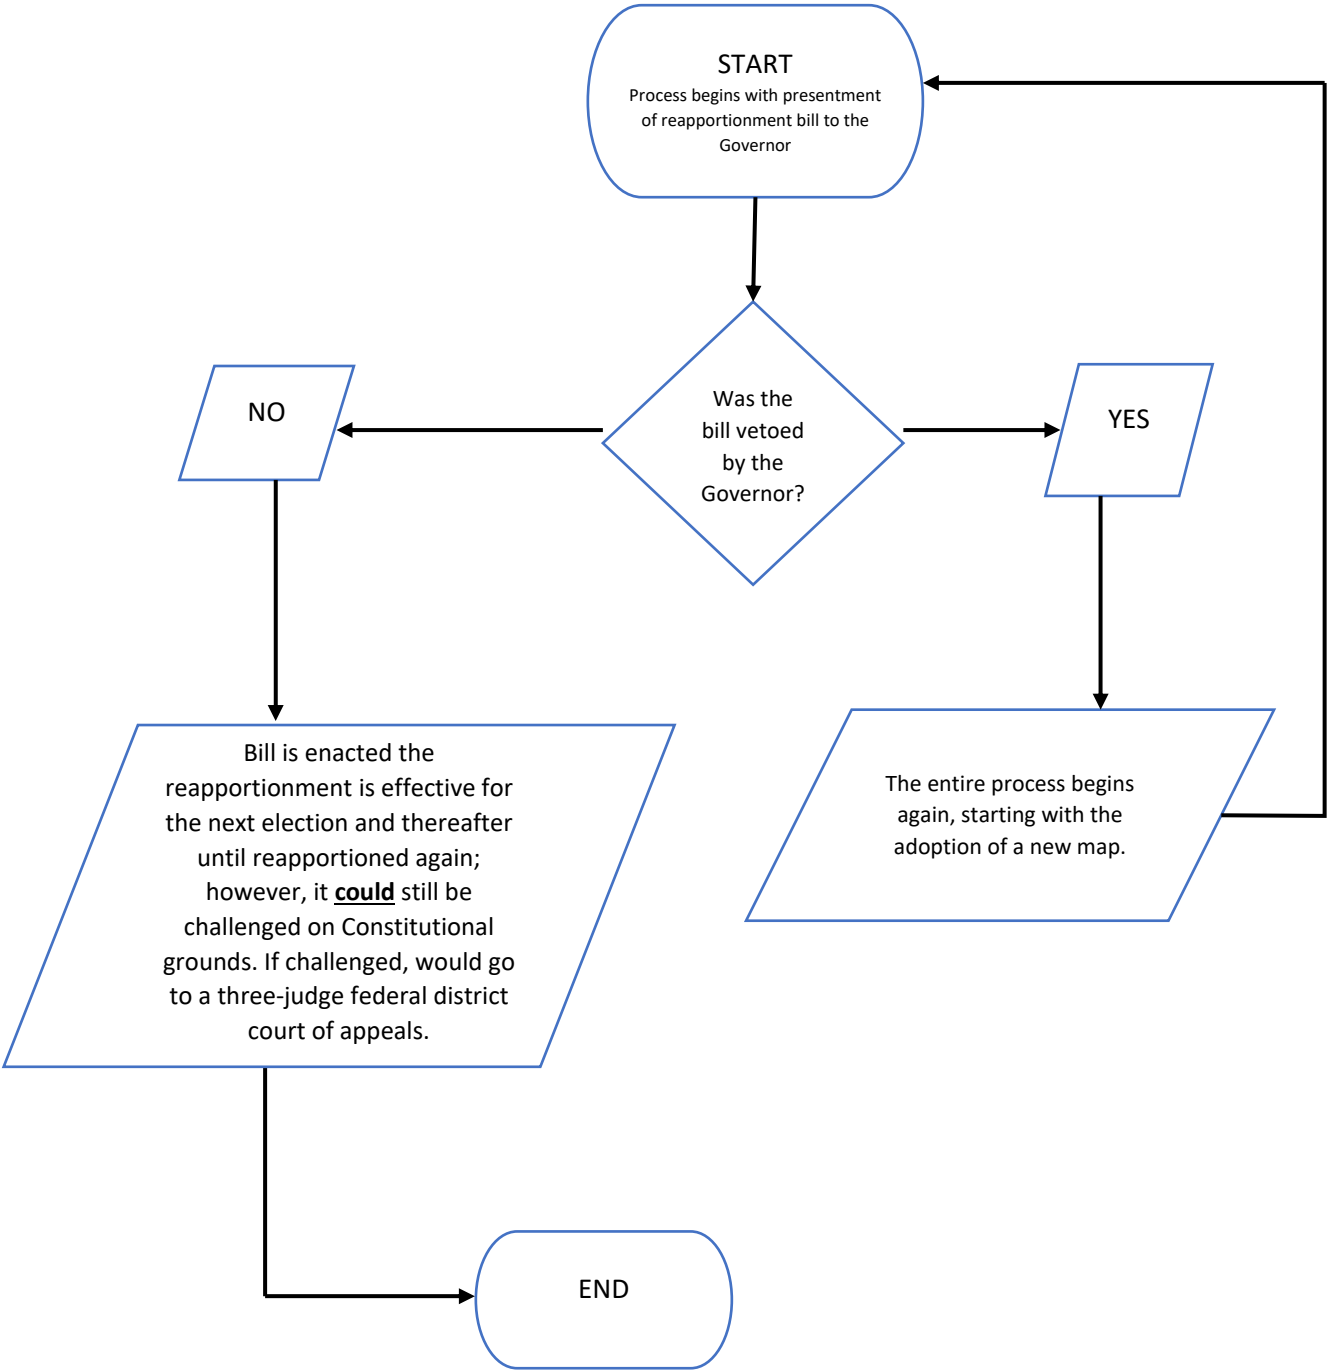 START
Process begins with presentment
of reapportionment bill to the
Governor
Was the
bill vetoed
by the
Governor?
NO
YES
Bill is enacted the
reapportionment is effective for
the next election and thereafter
until reapportioned again;
however, it could still be
challenged on Constitutional
grounds. If challenged, would go
to a three-judge federal district
court of appeals.
The entire process begins
again, starting with the
adoption of a new map.
END